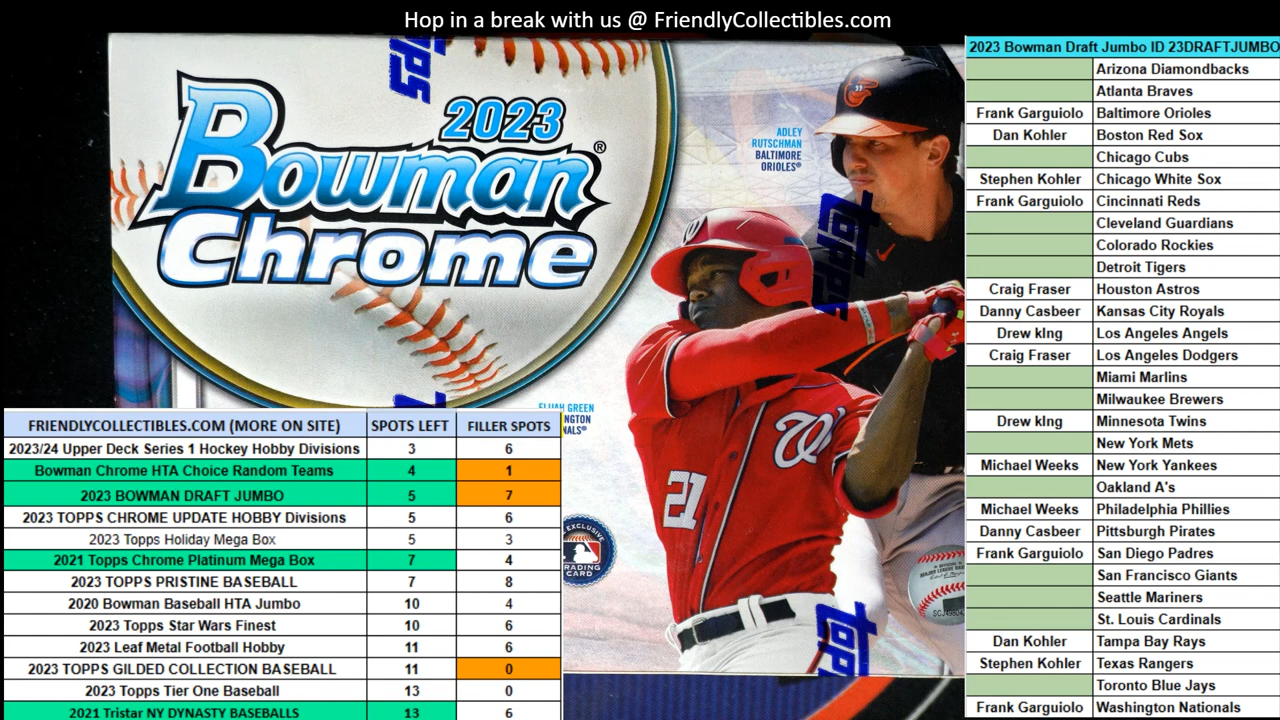 Hop in a break with us @ FriendlyCollectibles.com
topps
2023
Bowman®
Chrome
ADLEY
RUTSCHMAN
BALTIMORE
ORIOLES®
topps
W
21
EXCLUSIVE
TRADING
CARD
topps
FRIENDLYCOLLECTIBLES.COM (MORE ON SITE) SPOTS LEFT FILLER SPOTS
2023/24 Upper Deck Series 1 Hockey Hobby Divisions 3 6
Bowman Chrome HTA Choice Random Teams 4 1
2023 BOWMAN DRAFT JUMBO 5 7
2023 TOPPS CHROME UPDATE HOBBY Divisions 5 6
2023 Topps Holiday Mega Box 5 3
2021 Topps Chrome Platinum Mega Box 7 4
2023 TOPPS PRISTINE BASEBALL 7 8
2020 Bowman Baseball HTA Jumbo 10 4
2023 Topps Star Wars Finest 10 6
2023 Leaf Metal Football Hobby 11 6
2023 TOPPS GILDED COLLECTION BASEBALL 11 0
2023 Topps Tier One Baseball 13 0
2021 Tristar NY DYNASTY BASEBALLS 13 6
2023 Bowman Draft Jumbo ID 23DRAFTJUMBO
Arizona Diamondbacks
Atlanta Braves
Frank Garguiolo Baltimore Orioles
Dan Kohler Boston Red Sox
Chicago Cubs
Stephen Kohler Chicago White Sox
Frank Garguiolo Cincinnati Reds
Cleveland Guardians
Colorado Rockies
Detroit Tigers
Craig Fraser Houston Astros
Danny Casbeer Kansas City Royals
Drew kIng Los Angeles Angels
Craig Fraser Los Angeles Dodgers
Miami Marlins
Milwaukee Brewers
Drew kIng Minnesota Twins
New York Mets
Michael Weeks New York Yankees
Oakland A's
Michael Weeks Philadelphia Phillies
Danny Casbeer Pittsburgh Pirates
Frank Garguiolo San Diego Padres
San Francisco Giants
Seattle Mariners
St. Louis Cardinals
Dan Kohler Tampa Bay Rays
Stephen Kohler Texas Rangers
Toronto Blue Jays
Frank Garguiolo Washington Nationals